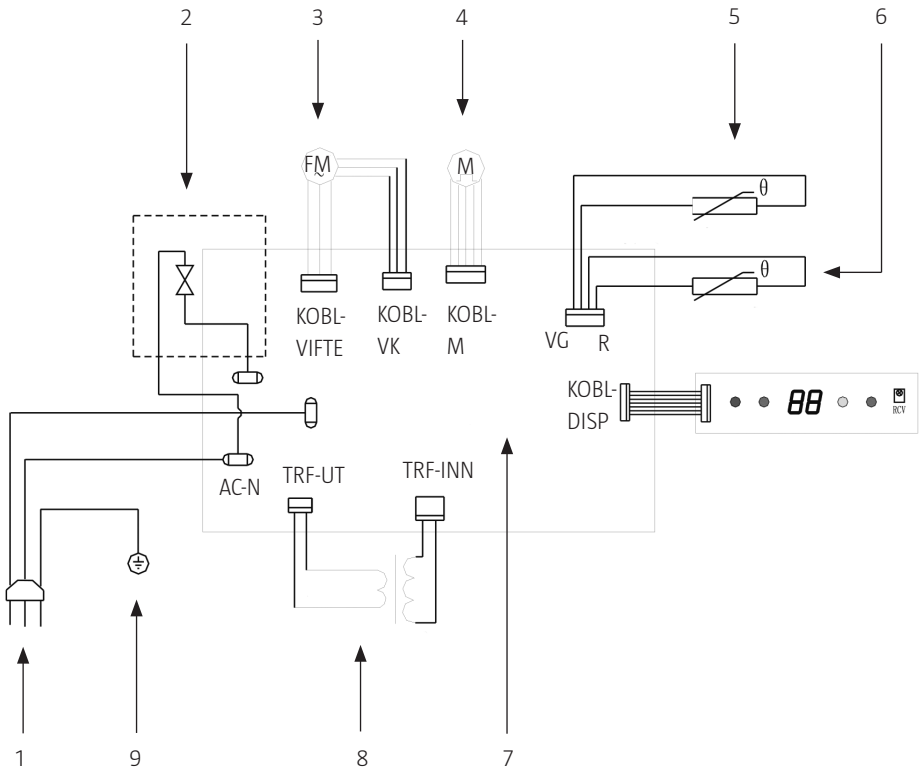 2 3 4 5 6
FM
~
M
θ
θ
KOBL-
VIFTE
KOBL-
VK
KOBL-
M
VG R
KOBL-
DISP
88
RCV
AC-N
TRF-UT
TRF-INN
1 9 8 7